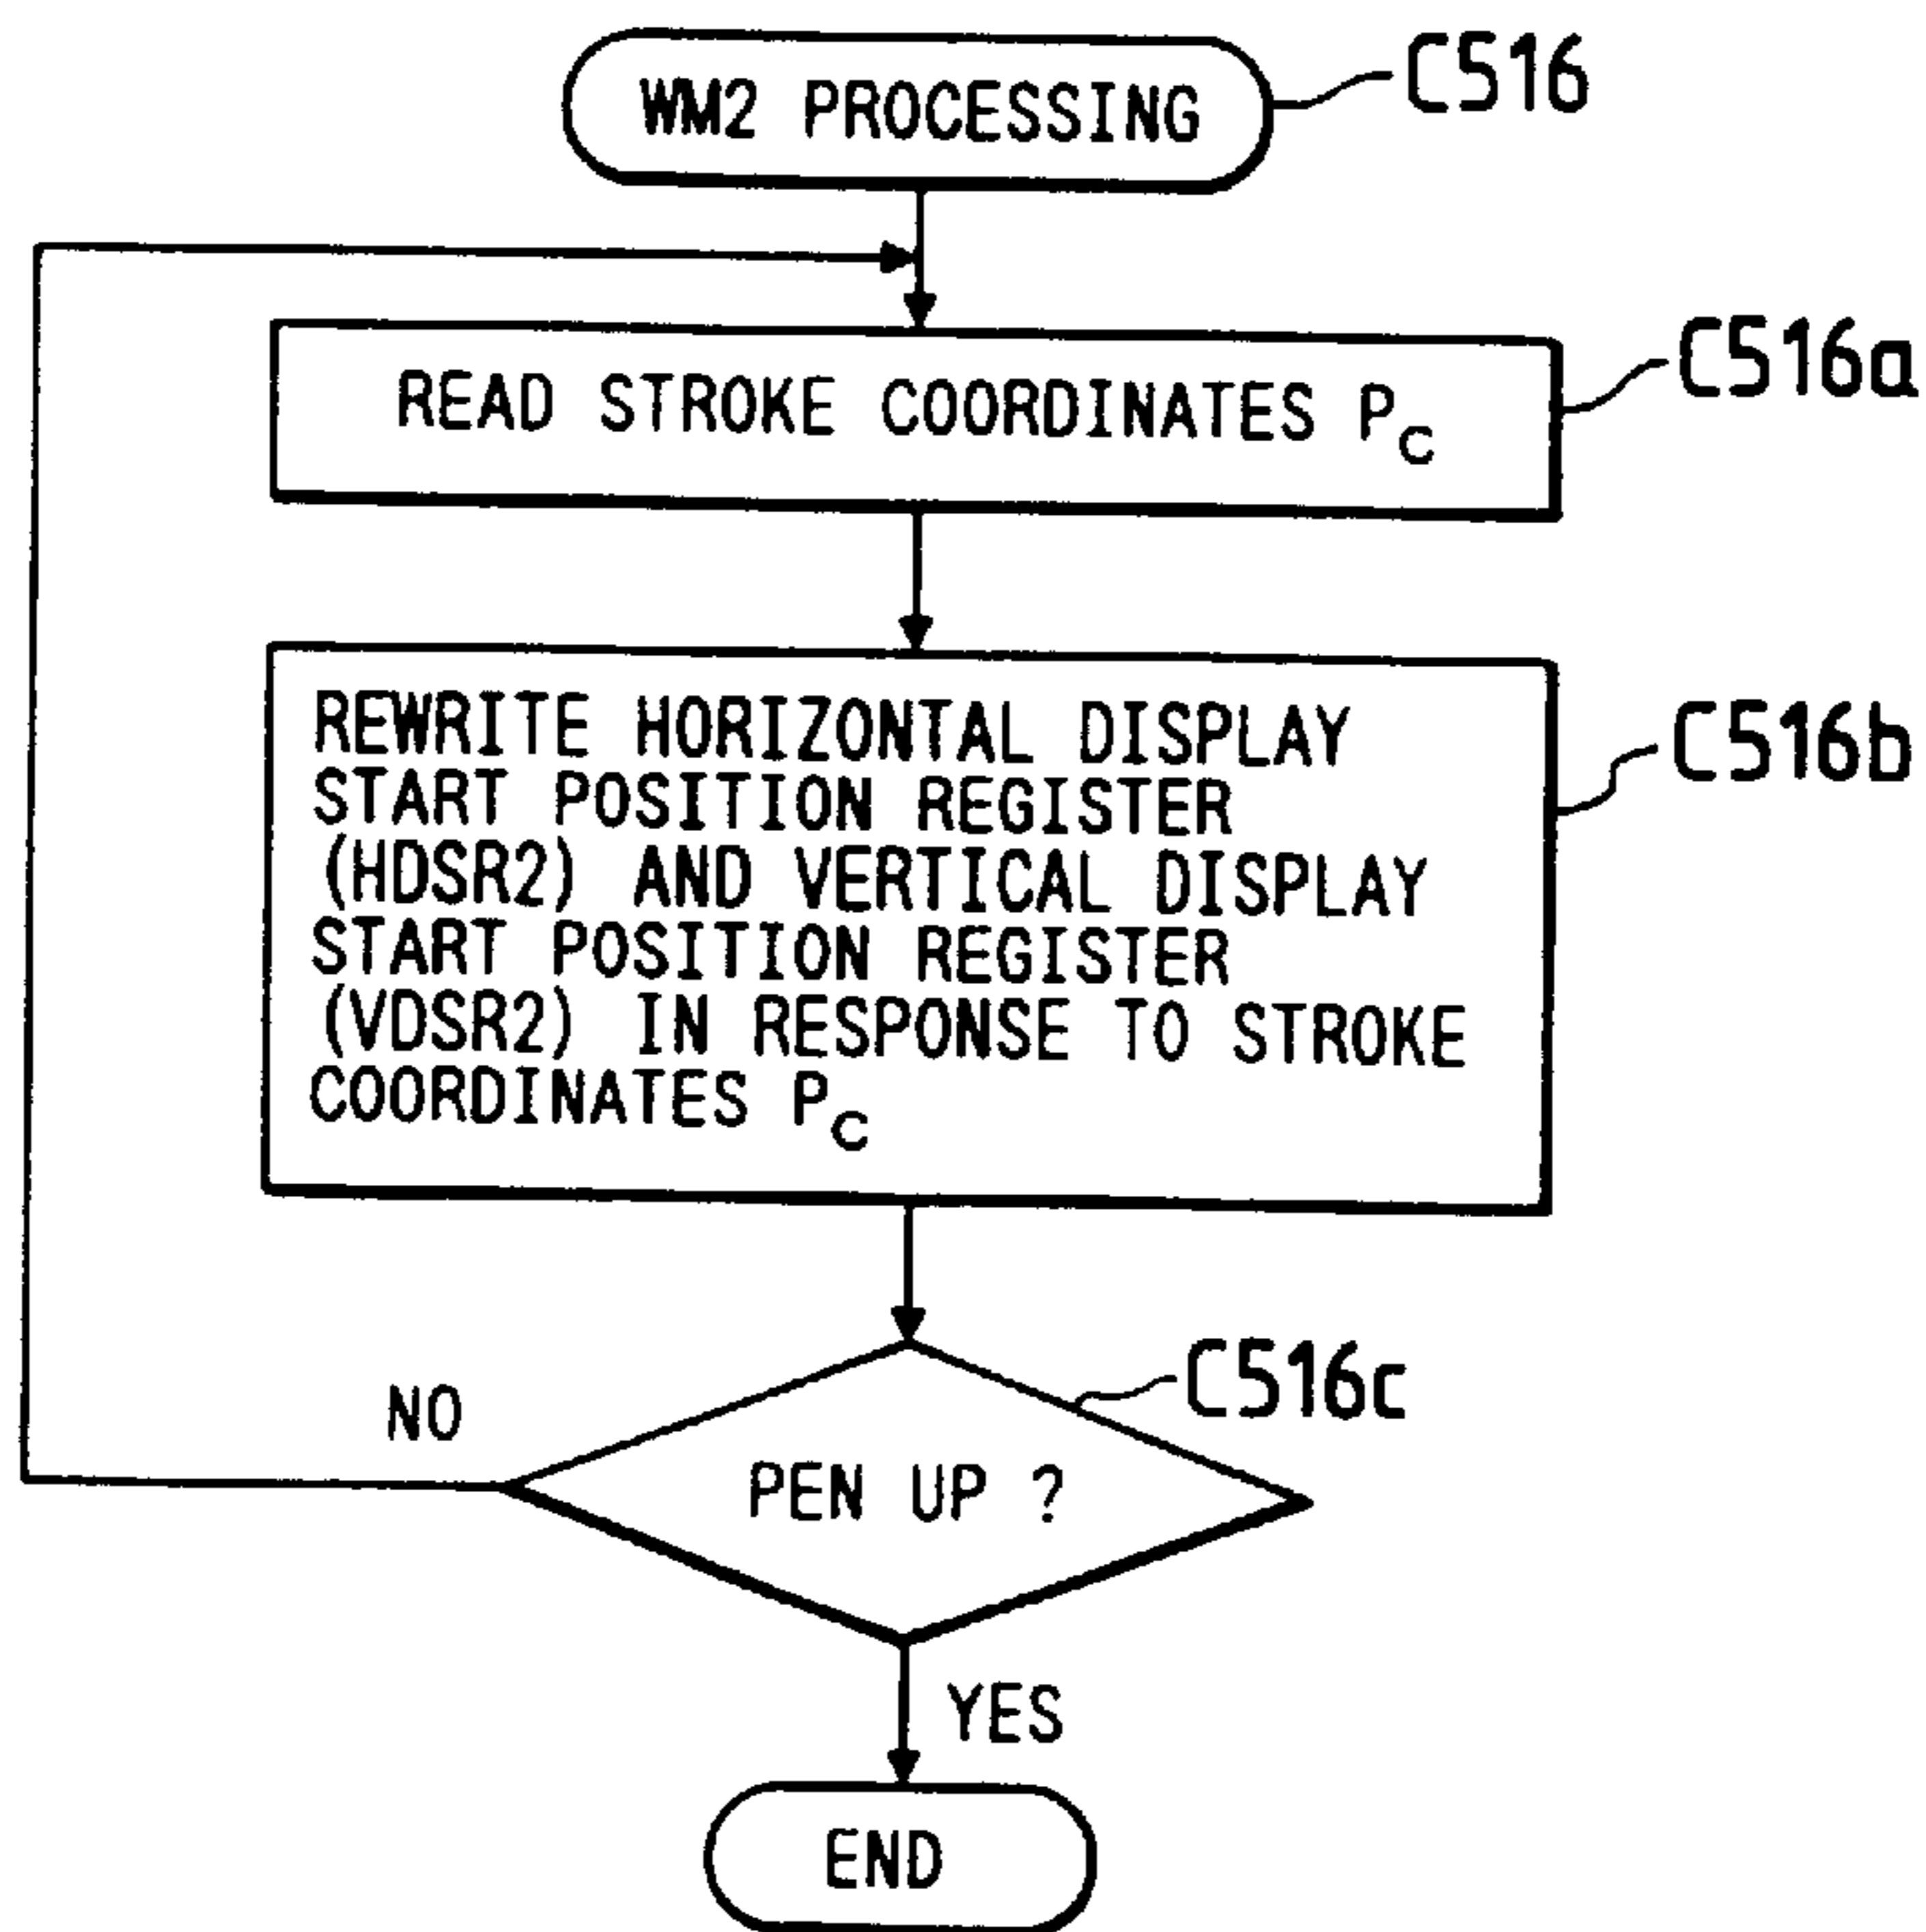 WM2 PROCESSING
C516
READ STROKE COORDINATES PC
C516a
REWRITE HORIZONTAL DISPLAY
START POSITION REGISTER
(HDSR2) AND VERTICAL DISPLAY
START POSITION REGISTER
(VDSR2) IN RESPONSE TO STROKE
COORDINATES PC
C516b
C516c
NO
PEN UP ?
YES
END